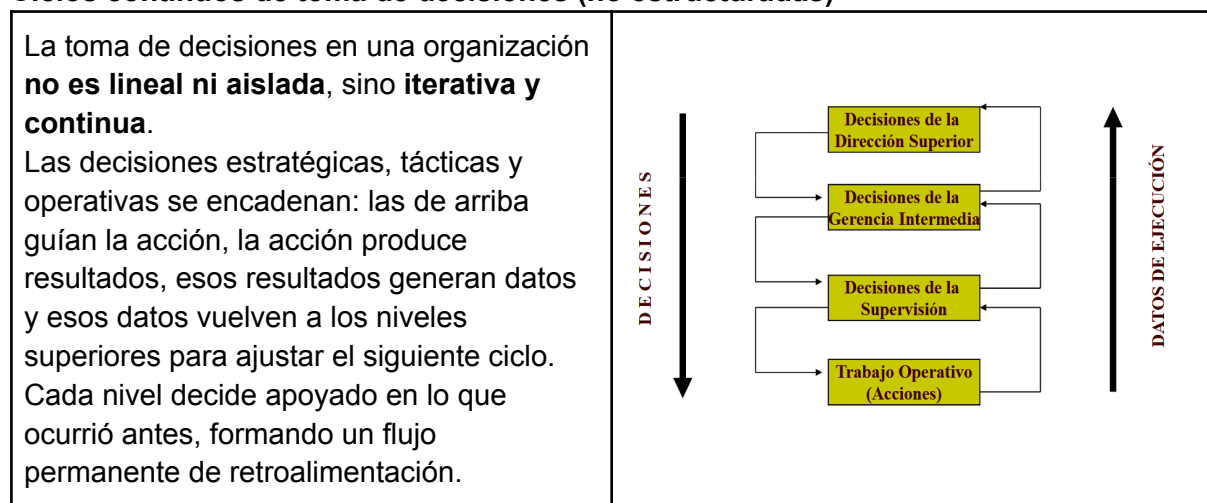 Ciclos continuos de toma de decisiones (no estructuradas)
La toma de decisiones en una organización
no es lineal ni aislada, sino iterativa y
continua.
Las decisiones estratégicas, tácticas y
operativas se encadenan: las de arriba
guían la acción, la acción produce
resultados, esos resultados generan datos
y esos datos vuelven a los niveles
superiores para ajustar el siguiente ciclo.
Cada nivel decide apoyado en lo que
ocurrió antes, formando un flujo
permanente de retroalimentación.
DECISIONES
Decisiones de la
Dirección Superior
Decisiones de la
Gerencia Intermedia
Decisiones de la
Supervisión
Trabajo Operativo
(Acciones)
DATOS DE EJECUCIÓN